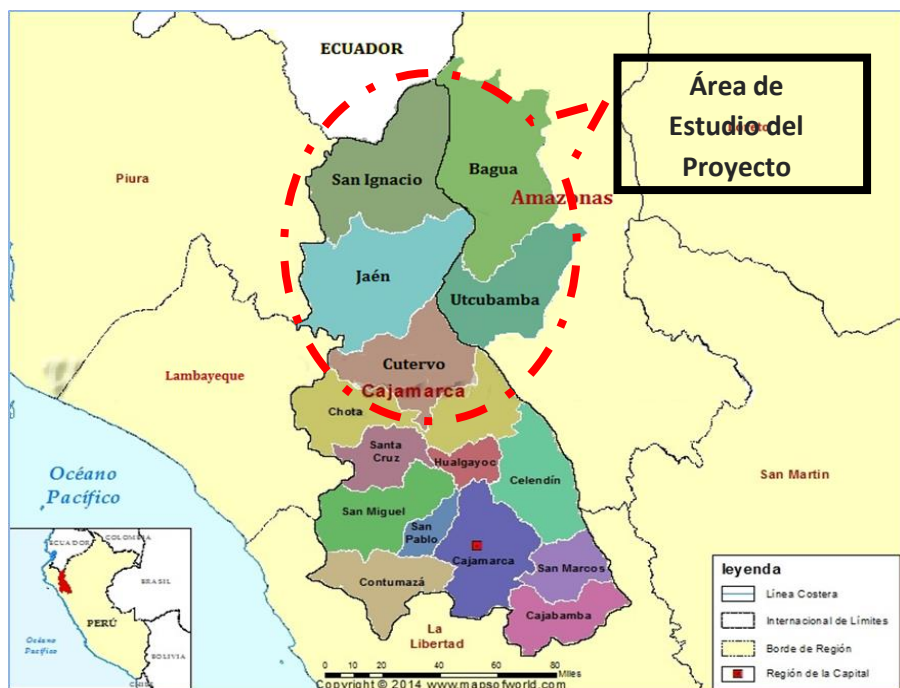 ECUADOR
Área de
Estudio del
Proyecto
San Ignacio
Bagua
Piura
Amazonas
Jaén
Utcubamba
Cutervo
Lambayeque
Cajamarca
Chota
Santa
Cruz
Hualgayoc
Celendín
San Martin
Océano
Pacífico
San Miguel
San
Pablo
Cajamarca
San Marcos
Contumazá
Cajabamba
La
Libertad
ECUADOR
COLOMBIA
BRASIL
PERÚ
Océano
Pacífico
BOLIVIA
leyenda
Línea Costera
Internacional de Límites
Borde de Región
Región de la Capital
0 20 40 60 80
Miles
Copyright © 2014 www.mapsofworld.com